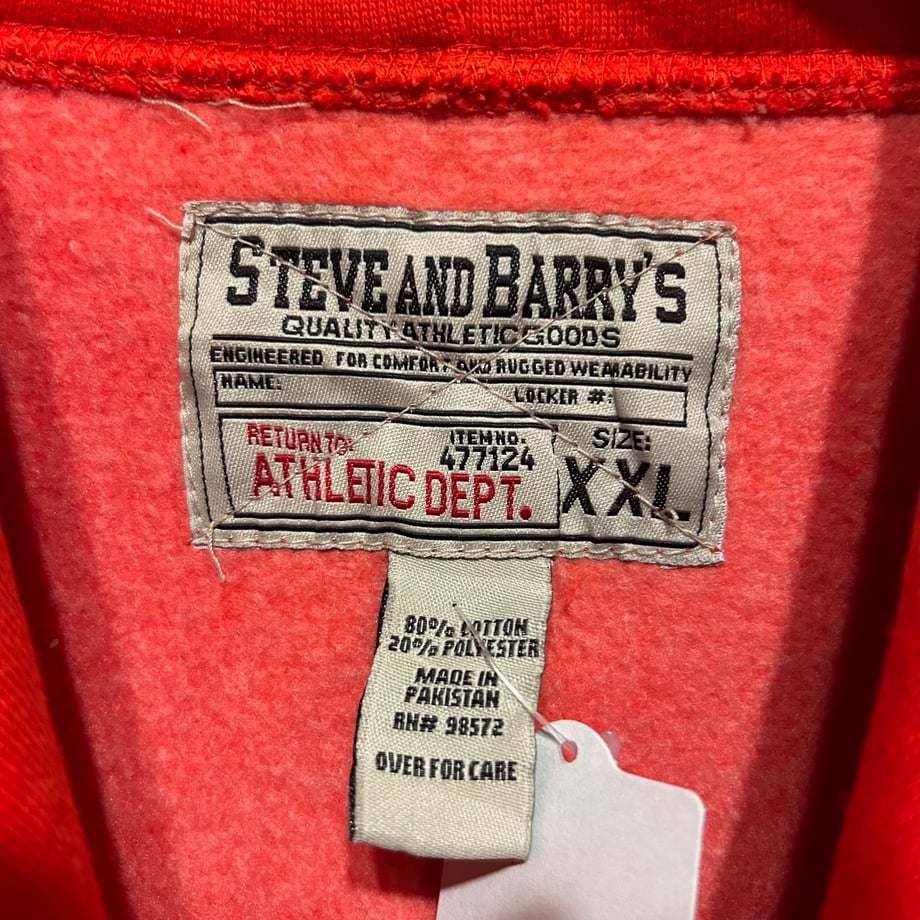 STEVE AND BARRY'S
QUALITY ATHLETIC GOODS
ENGINEERED FOR COMFORT AND RUGGED WEARABILITY
NAME: LOCKER #:
RETURN TO: ITEM NO. SIZE:
477124
ATHLETIC DEPT. XXL
80% COTTON
20% POLYESTER
MADE IN
PAKISTAN
RN# 98572
OVER FOR CARE